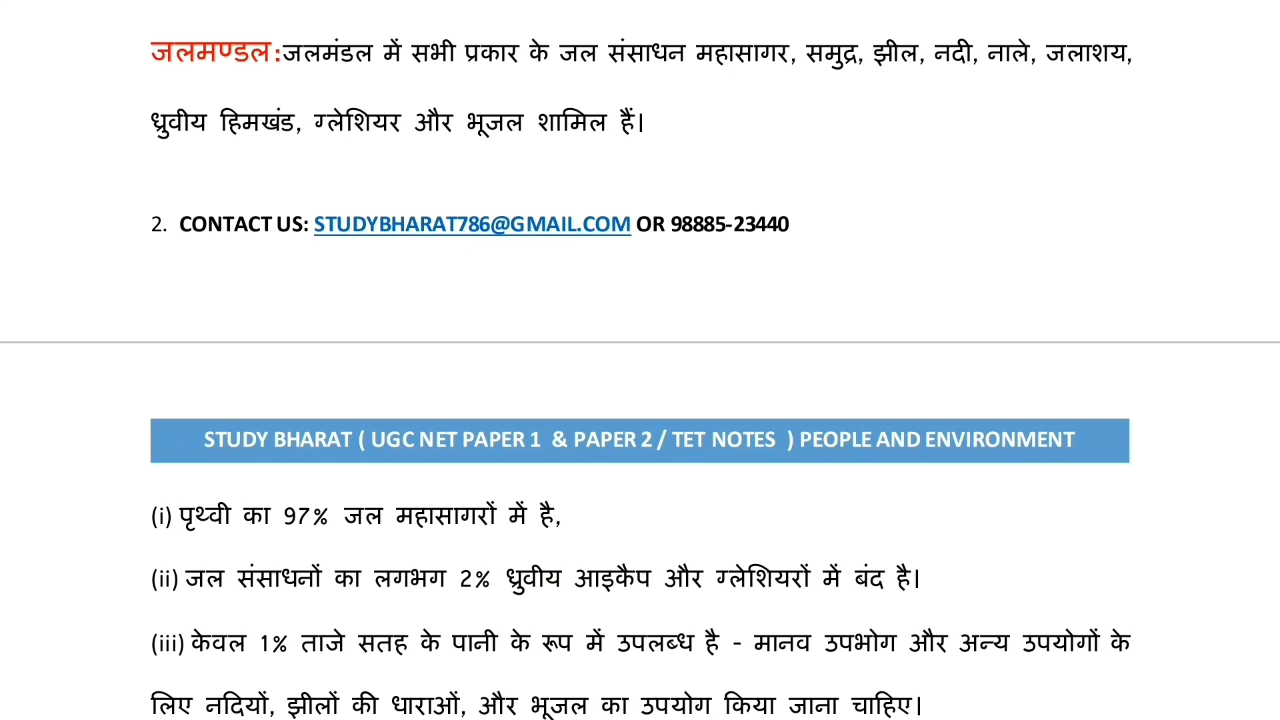 जलमण्डल:जलमंडल में सभी प्रकार के जल संसाधन महासागर, समुद्र, झील, नदी, नाले, जलाशय,
ध्रुवीय हिमखंड, ग्लेशियर और भूजल शामिल हैं।
2. CONTACT US: STUDYBHARAT786@GMAIL.COM OR 98885-23440
STUDY BHARAT ( UGC NET PAPER 1 & PAPER 2 / TET NOTES ) PEOPLE AND ENVIRONMENT
(i) पृथ्वी का 97% जल महासागरों में है,
(ii) जल संसाधनों का लगभग 2% ध्रुवीय आइकैप और ग्लेशियरों में बंद है।
(iii) केवल 1% ताजे सतह के पानी के रूप में उपलब्ध है - मानव उपभोग और अन्य उपयोगों के
लिए नदियों, झीलों की धाराओं, और भूजल का उपयोग किया जाना चाहिए।